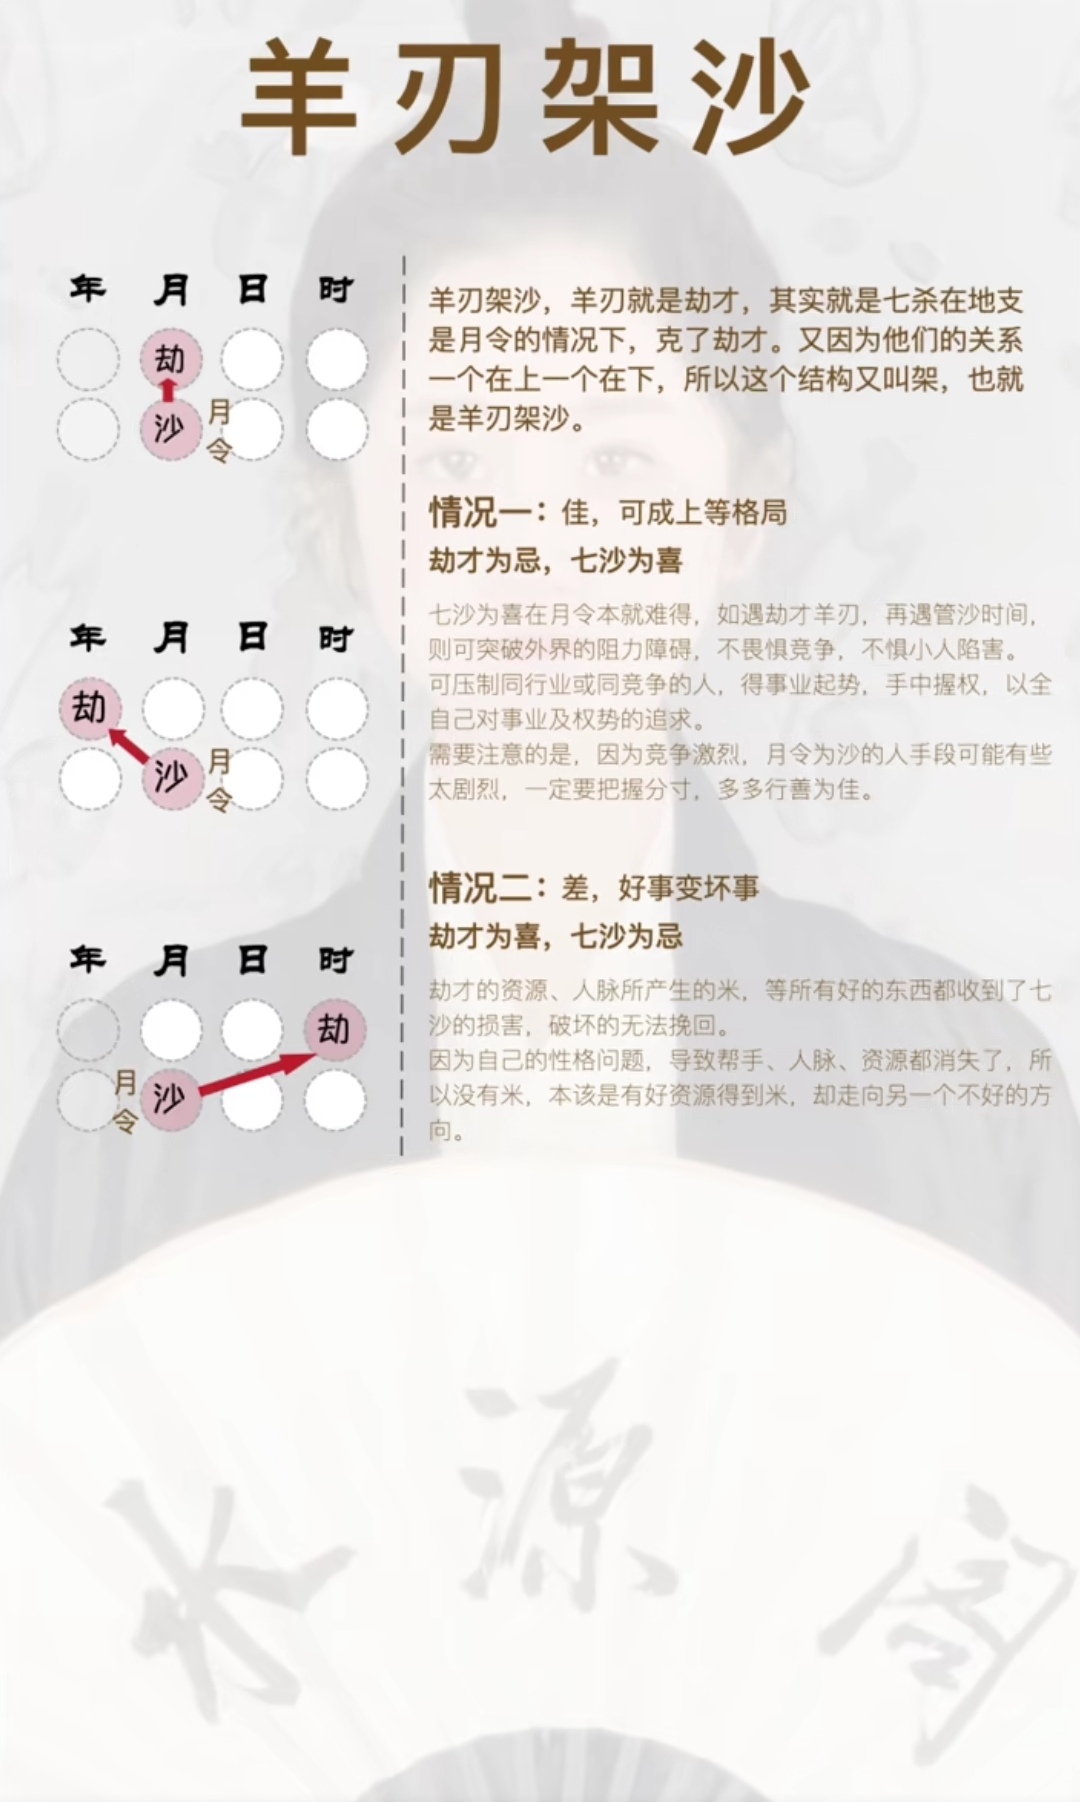 羊刃架沙
年 月 日 时
劫
沙 月令
年 月 日 时
劫
沙 月令
年 月 日 时
劫
月令 沙
羊刃架沙，羊刃就是劫才，其实就是七杀在地支
是月令的情况下，克了劫才。又因为他们的关系
一个在上一个在下，所以这个结构又叫架，也就
是羊刃架沙。
情况一：佳，可成上等格局
劫才为忌，七沙为喜
七沙为喜在月令本就难得，如遇劫才羊刃，再遇管沙时间，
则可突破外界的阻力障碍，不畏惧竞争，不惧小人陷害。
可压制同行业或同竞争的人，得事业起势，手中握权，以全
自己对事业及权势的追求。
需要注意的是，因为竞争激烈，月令为沙的人手段可能有些
太剧烈，一定要把握分寸，多多行善为佳。
情况二：差，好事变坏事
劫才为喜，七沙为忌
劫才的资源、人脉所产生的米，等所有好的东西都收到了七
沙的损害，破坏的无法挽回。
因为自己的性格问题，导致帮手、人脉、资源都消失了，所
以没有米，本该是有好资源得到米，却走向另一个不好的方
向。
水源阁